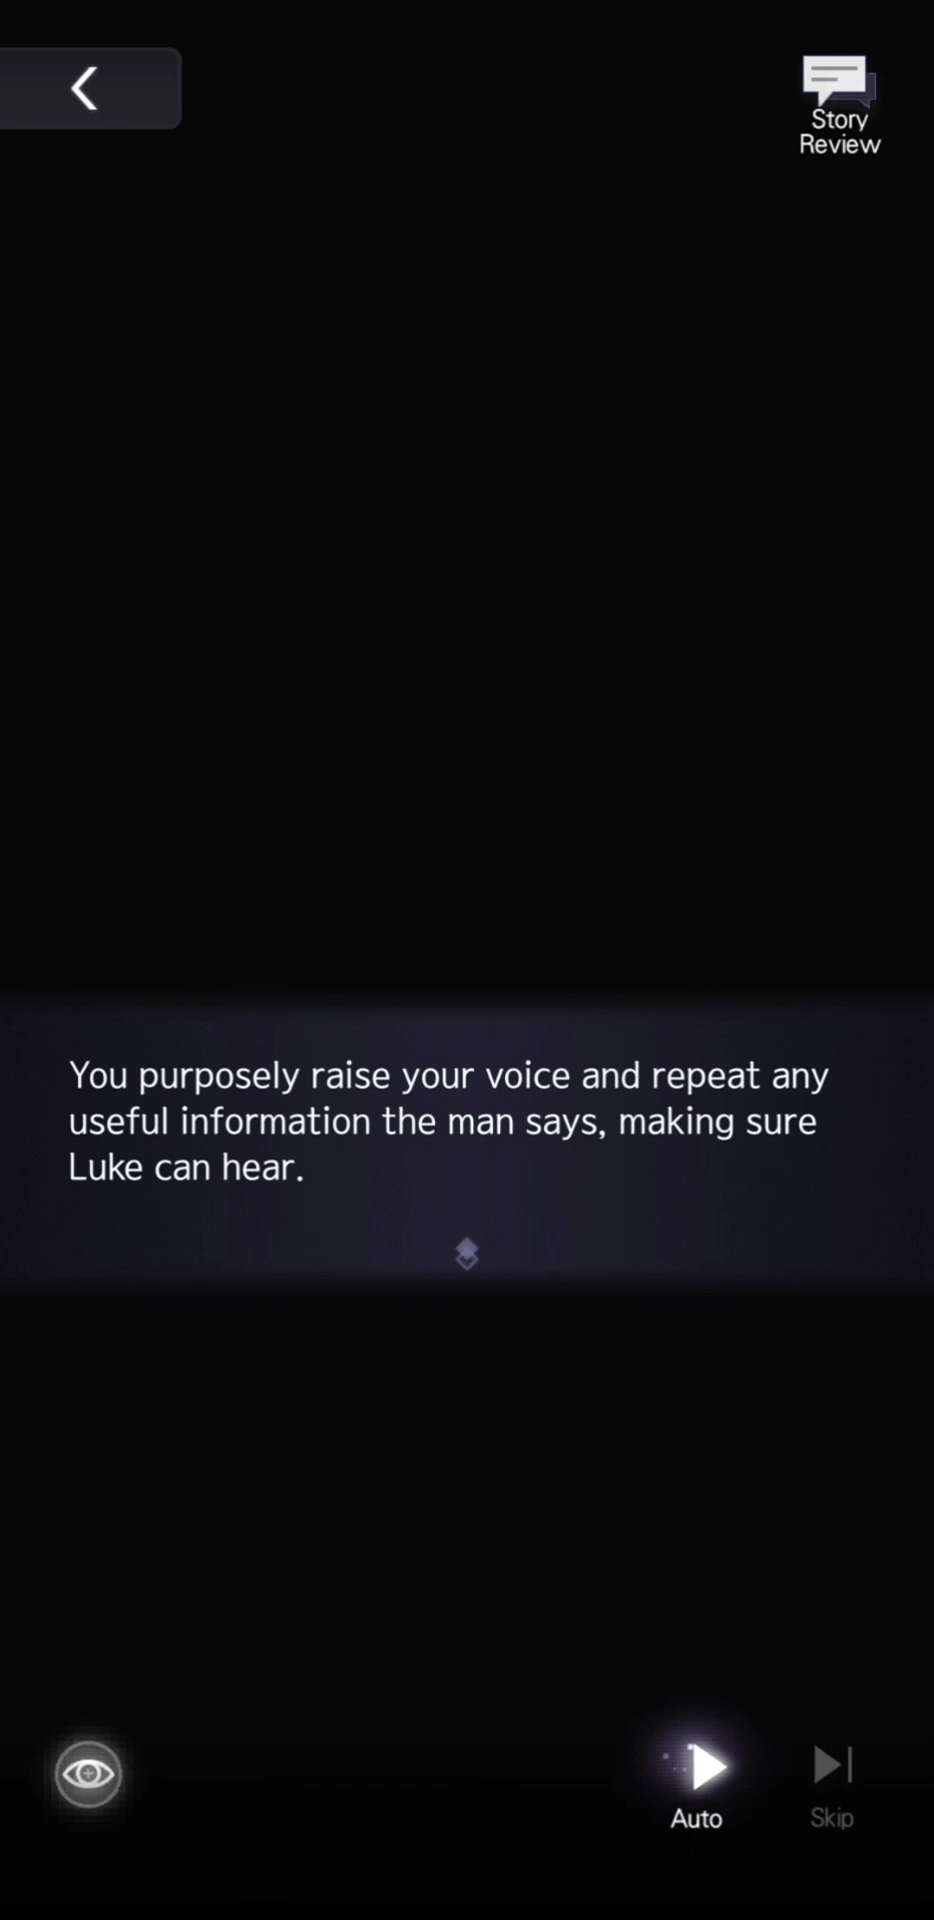 Story
Review
You purposely raise your voice and repeat any
useful information the man says, making sure
Luke can hear.
Auto
Skip